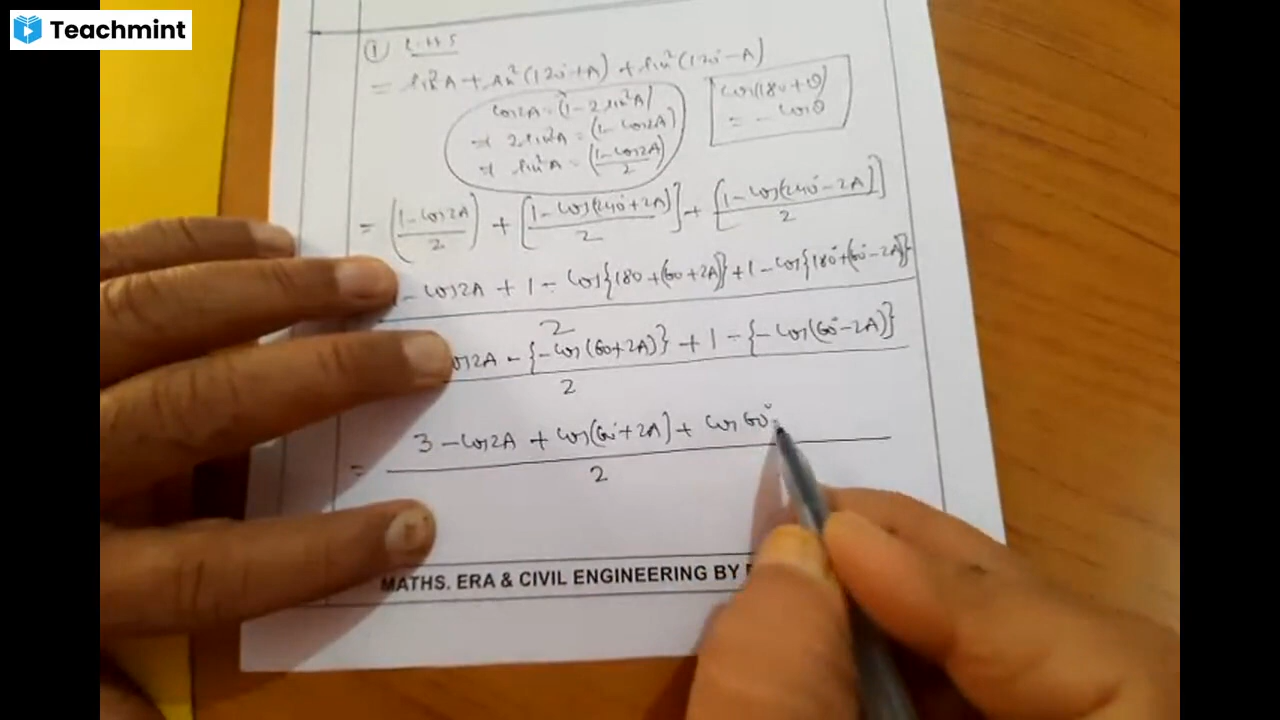 Teachmint
① L.H.S
= sin²A + sin²(120°+A) + sin²(120°-A)
cos2A = (1-2sin²A)
⇒ 2sin²A = (1-cos2A)
⇒ sin²A = (1-cos2A)/2
cos(180+θ)
= -cosθ
= (1-cos2A)/2 + [1-cos(240°+2A)]/2 + [1-cos(240°-2A)]/2
- cos2A + 1 - cos{180+(60+2A)} + 1 - cos{180°+(60°-2A)}
2
cos2A - {-cos(60+2A)} + 1 - {-cos(60°-2A)}
2
= 3 - cos2A + cos(60°+2A) + cos 60°
2
MATHS. ERA & CIVIL ENGINEERING BY